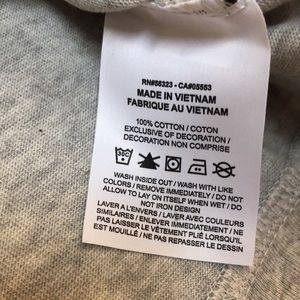 RN#56323 - CA#05553
MADE IN VIETNAM
FABRIQUE AU VIETNAM
100% COTTON / COTON
EXCLUSIVE OF DECORATION /
DECORATION NON COMPRISE
WASH INSIDE OUT / WASH WITH LIKE
COLORS / REMOVE IMMEDIATELY / DO NOT
ALLOW TO LAY ON ITSELF WHEN WET / DO
NOT IRON DESIGN
LAVER A L'ENVERS / LAVER AVEC COULEURS
SIMILAIRES / ENLEVER IMMEDIATEMENT / NE
PAS LAISSER LE VÊTEMENT PLIÉ LORSQU'IL
EST MOUILLÉ / NE PAS REPASSER LE DESSIN